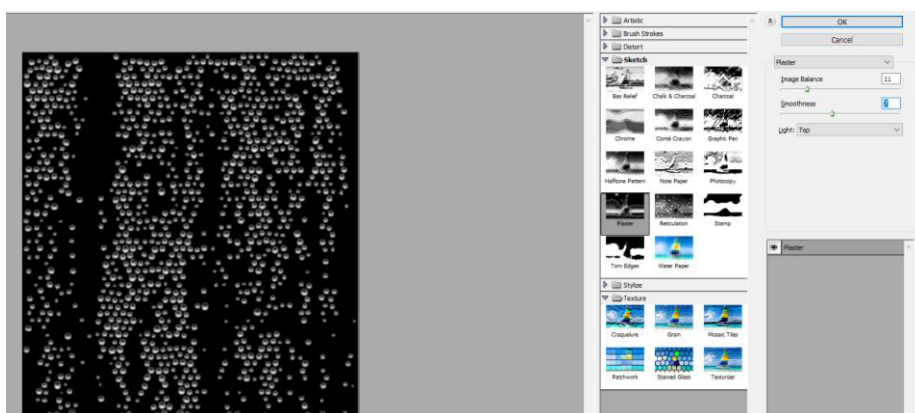 Artistic
Brush Strokes
Distort
Sketch
Bas Relief Chalk & Charcoal Charcoal
Chrome Conté Crayon Graphic Pen
Halftone Pattern Note Paper Photocopy
Plaster Reticulation Stamp
Torn Edges Water Paper
Stylize
Texture
Craquelure Grain Mosaic Tiles
Patchwork Stained Glass Texturizer
OK
Cancel
Plaster
Image Balance 11
Smoothness 7
Light: Top
Plaster